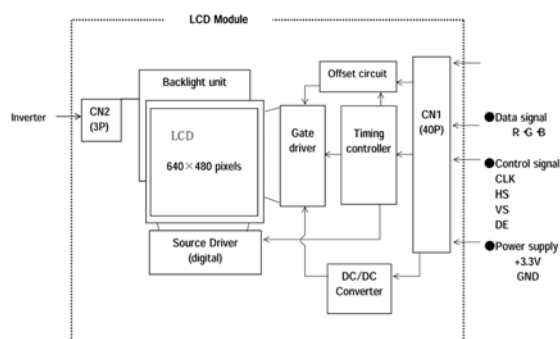 LCD Module
Backlight unit
Offset circuit
Inverter
CN2
(3P)
LCD
640×480 pixels
Gate
driver
Timing
controller
CN1
(40P)
●Data signal
R·G·B
●Control signal
CLK
HS
VS
DE
Source Driver
(digital)
DC/DC
Converter
●Power supply
+3.3V
GND